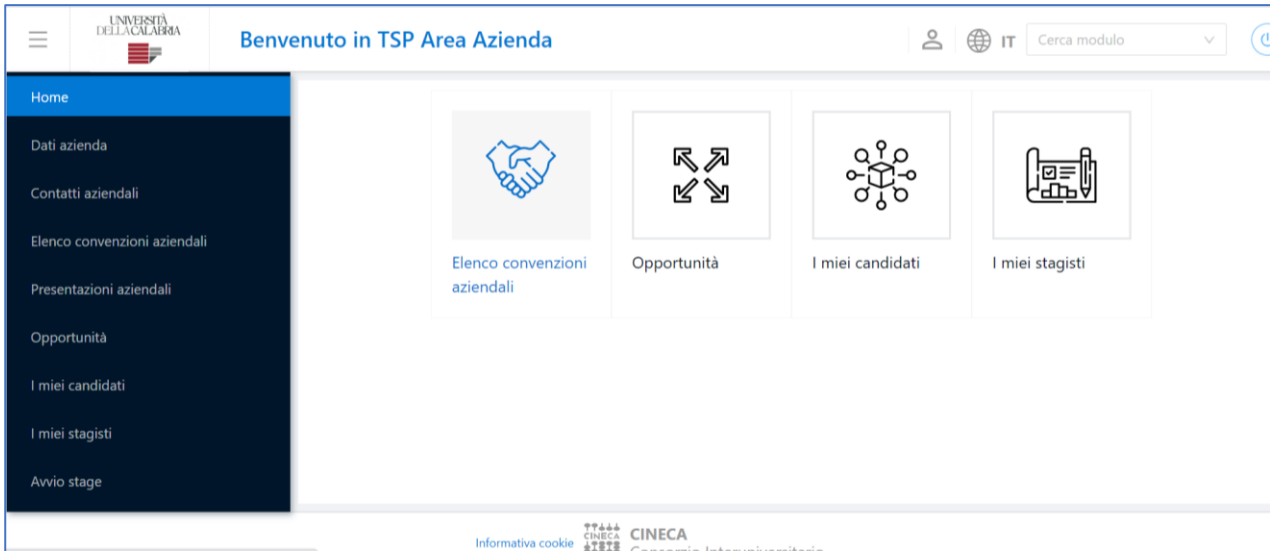 UNIVERSITÀ
DELLA CALABRIA
Benvenuto in TSP Area Azienda
IT
Cerca modulo
Home
Dati azienda
Contatti aziendali
Elenco convenzioni aziendali
Presentazioni aziendali
Opportunità
I miei candidati
I miei stagisti
Avvio stage
Elenco convenzioni
aziendali
Opportunità
I miei candidati
I miei stagisti
Informativa cookie
CINECA
CINECA
Consorzio Interuniversitario